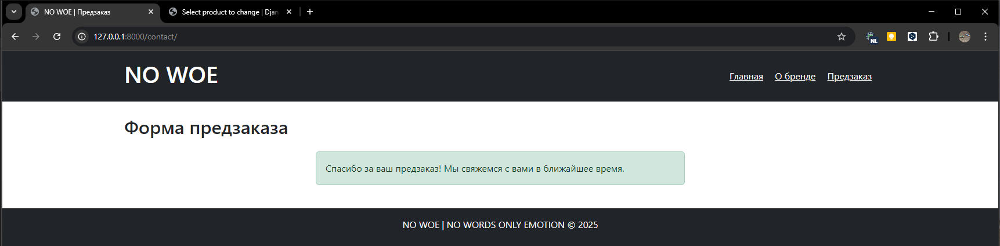 NO WOE | Предзаказ
Select product to change | Djan
127.0.0.1:8000/contact/
NL
NO WOE
Главная О бренде Предзаказ
Форма предзаказа
Спасибо за ваш предзаказ! Мы свяжемся с вами в ближайшее время.
NO WOE | NO WORDS ONLY EMOTION © 2025